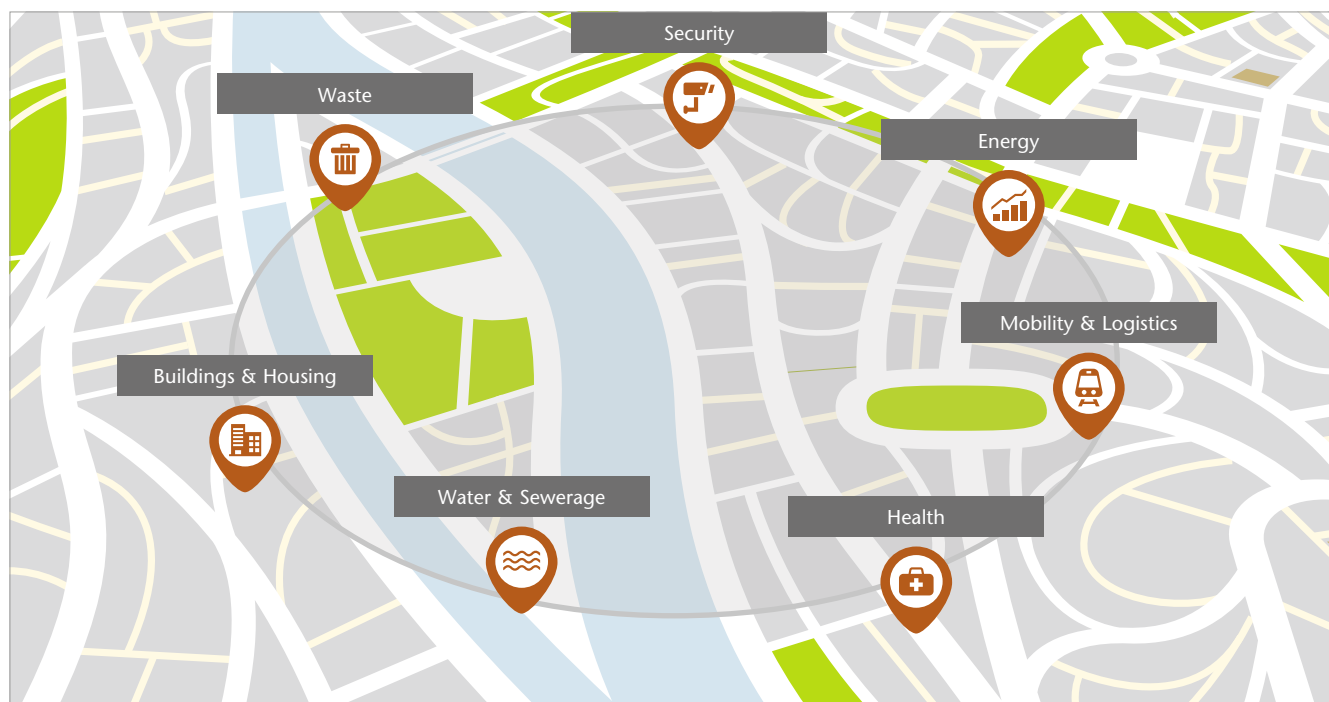 Security
Waste
Energy
Mobility & Logistics
Buildings & Housing
Water & Sewerage
Health